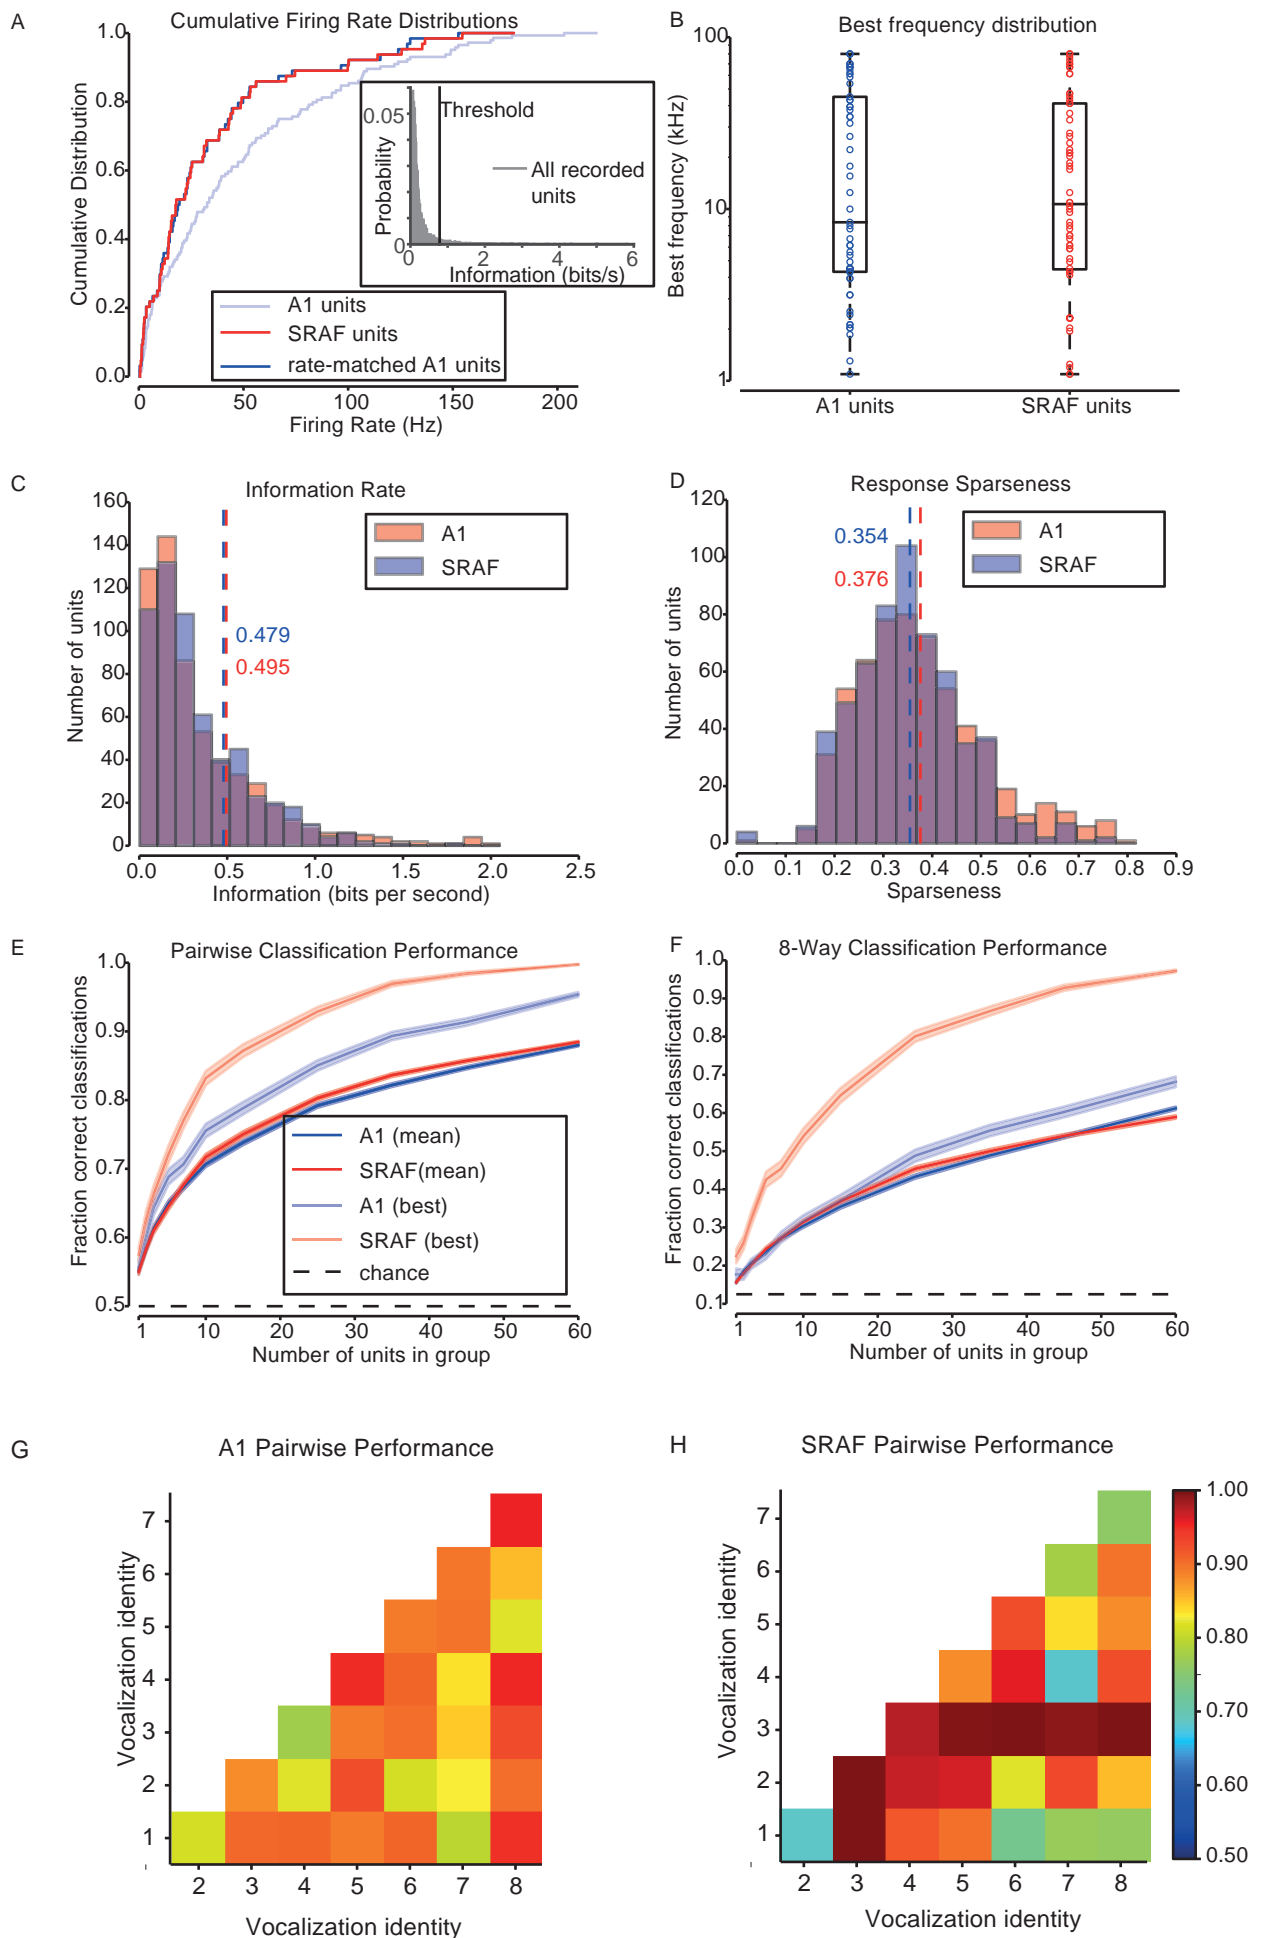 A
Cumulative Firing Rate Distributions
Cumulative Distribution
1.0
0.8
0.6
0.4
0.2
0.0
0
50
100
150
200
Firing Rate (Hz)
Probability
0.05
0
Threshold
All recorded
units
0
2
4
6
Information (bits/s)
A1 units
SRAF units
rate-matched A1 units
B
Best frequency distribution
Best frequency (kHz)
100
10
1
A1 units
SRAF units
C
Information Rate
Number of units
160
140
120
100
80
60
40
20
0
A1
SRAF
0.479
0.495
0.0
0.5
1.0
1.5
2.0
2.5
Information (bits per second)
D
Response Sparseness
Number of units
120
100
80
60
40
20
0
0.354
0.376
A1
SRAF
0.0
0.1
0.2
0.3
0.4
0.5
0.6
0.7
0.8
0.9
Sparseness
E
Pairwise Classification Performance
Fraction correct classifications
1.0
0.9
0.8
0.7
0.6
0.5
A1 (mean)
SRAF(mean)
A1 (best)
SRAF (best)
chance
1
10
20
30
40
50
60
Number of units in group
F
8-Way Classification Performance
Fraction correct classifications
1.0
0.9
0.8
0.7
0.6
0.5
0.4
0.3
0.2
0.1
1
10
20
30
40
50
60
Number of units in group
G
A1 Pairwise Performance
Vocalization identity
7
6
5
4
3
2
1
2
3
4
5
6
7
8
Vocalization identity
H
SRAF Pairwise Performance
Vocalization identity
7
6
5
4
3
2
1
2
3
4
5
6
7
8
Vocalization identity
1.00
0.90
0.80
0.70
0.60
0.50